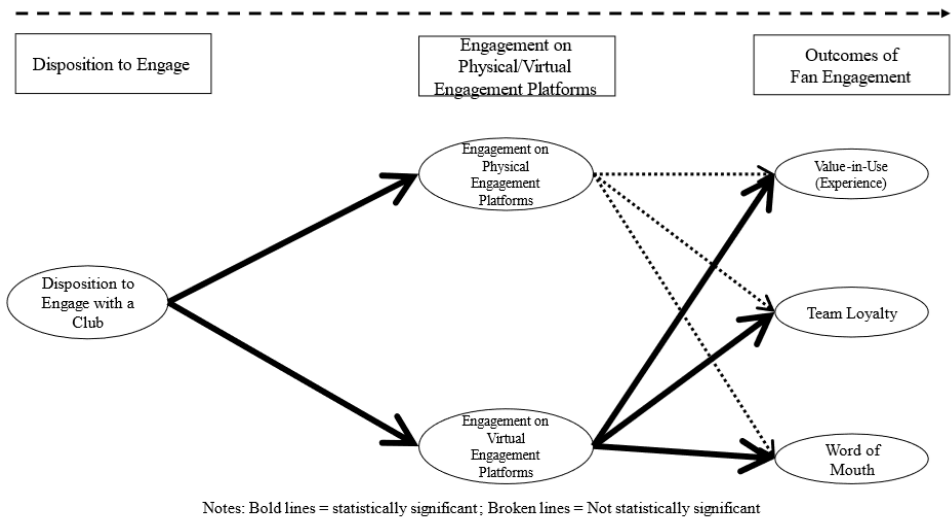 Disposition to Engage
Engagement on
Physical/Virtual
Engagement Platforms
Outcomes of
Fan Engagement
Engagement on
Physical
Engagement
Platforms
Value-in-Use
(Experience)
Disposition to
Engage with a
Club
Team Loyalty
Engagement on
Virtual
Engagement
Platforms
Word of
Mouth
Notes: Bold lines = statistically significant; Broken lines = Not statistically significant